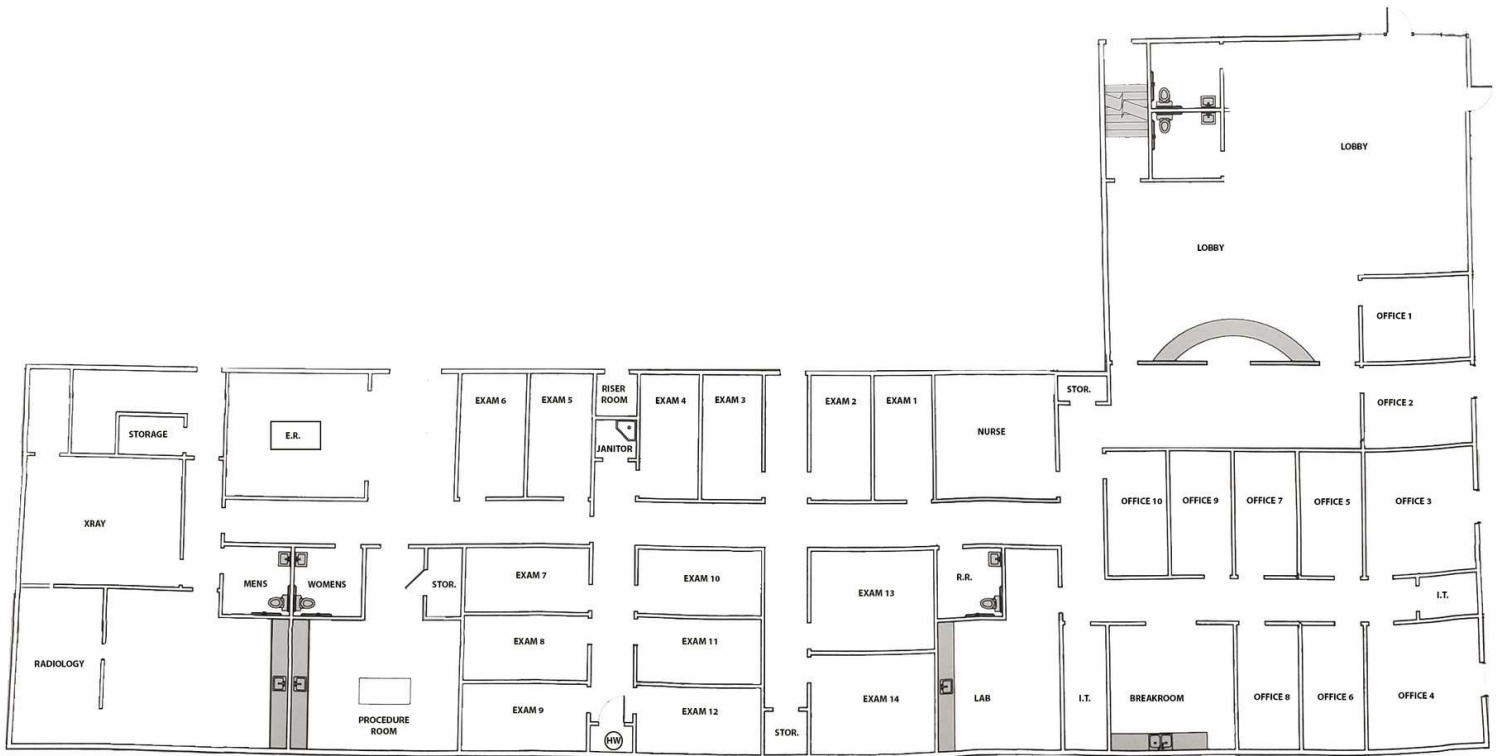 LOBBY
LOBBY
OFFICE 1
OFFICE 2
STOR.
EXAM 6
EXAM 5
RISER
ROOM
EXAM 4
EXAM 3
EXAM 2
EXAM 1
NURSE
STORAGE
E.R.
JANITOR
OFFICE 10
OFFICE 9
OFFICE 7
OFFICE 5
OFFICE 3
XRAY
MENS
WOMENS
STOR.
EXAM 7
EXAM 10
EXAM 13
R.R.
I.T.
EXAM 8
EXAM 11
RADIOLOGY
EXAM 14
LAB
I.T.
BREAKROOM
OFFICE 8
OFFICE 6
OFFICE 4
PROCEDURE
ROOM
EXAM 9
HW
EXAM 12
STOR.